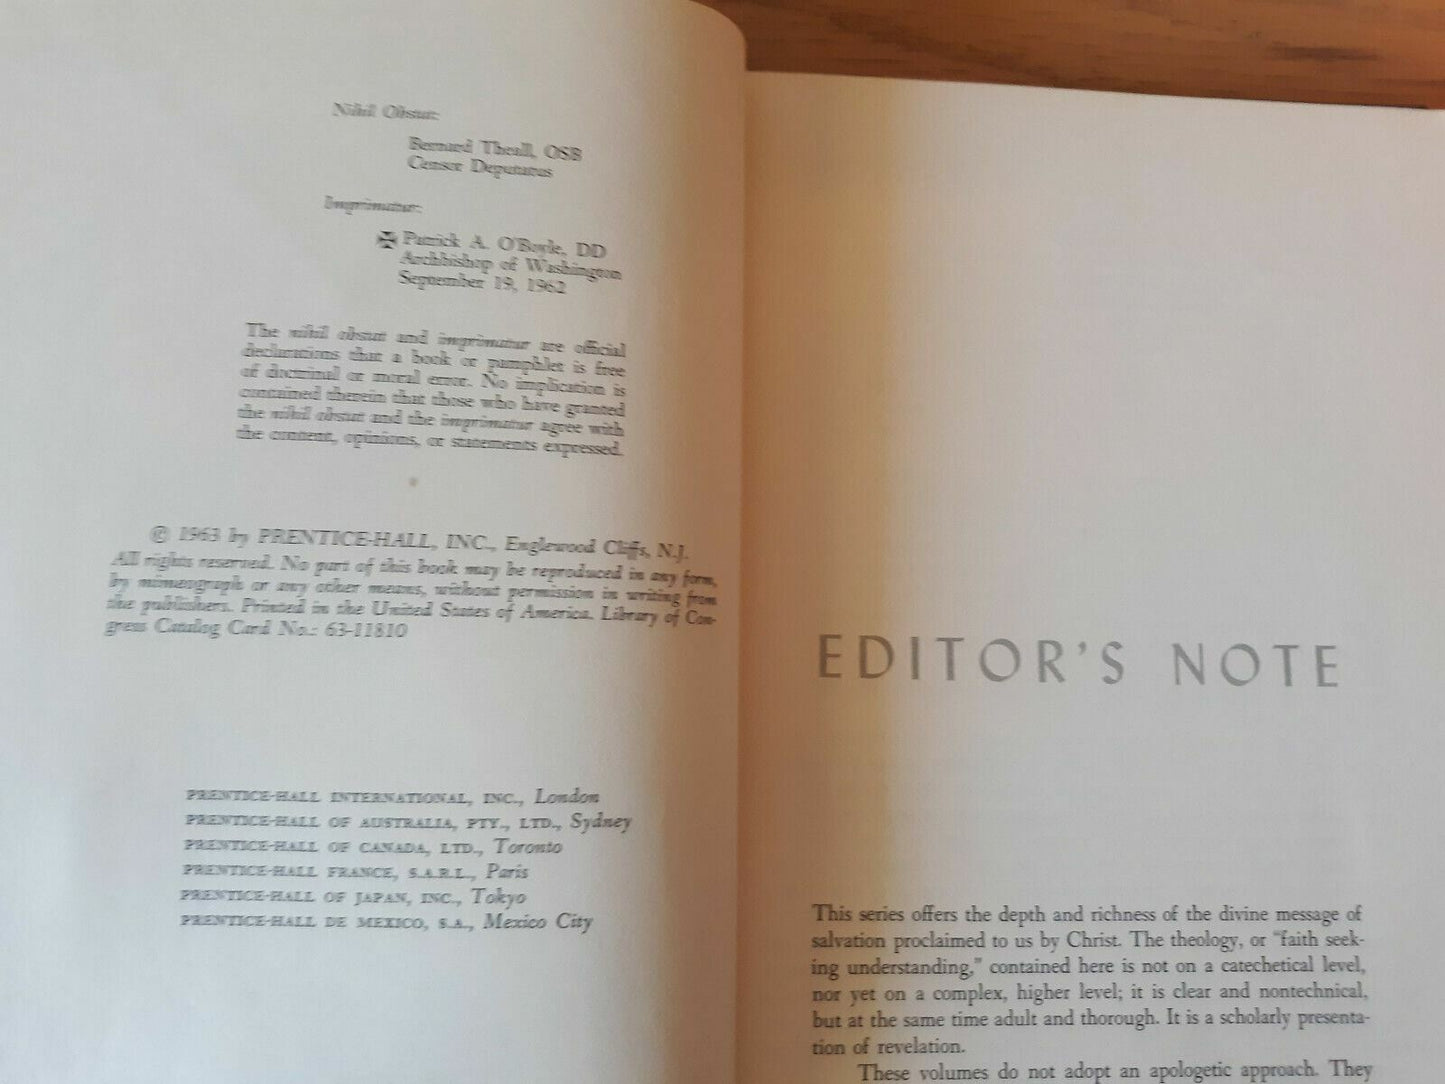 Nihil Obstat:
Bernard Theall, OSB
Censor Deputatus
Imprimatur:
✠ Patrick A. O'Boyle, DD
Archbishop of Washington
September 19, 1962
The nihil obstat and imprimatur are official
declarations that a book or pamphlet is free
of doctrinal or moral error. No implication is
contained therein that those who have granted
the nihil obstat and the imprimatur agree with
the content, opinions, or statements expressed.
© 1963 by PRENTICE-HALL, INC., Englewood Cliffs, N.J.
All rights reserved. No part of this book may be reproduced in any form,
by mimeograph or any other means, without permission in writing from
the publishers. Printed in the United States of America. Library of Con-
gress Catalog Card No.: 63-11810
PRENTICE-HALL INTERNATIONAL, INC., London
PRENTICE-HALL OF AUSTRALIA, PTY., LTD., Sydney
PRENTICE-HALL OF CANADA, LTD., Toronto
PRENTICE-HALL FRANCE, S.A.R.L., Paris
PRENTICE-HALL OF JAPAN, INC., Tokyo
PRENTICE-HALL DE MEXICO, S.A., Mexico City
EDITOR'S NOTE
This series offers the depth and richness of the divine message of
salvation proclaimed to us by Christ. The theology, or "faith seek-
ing understanding," contained here is not on a catechetical level,
nor yet on a complex, higher level; it is clear and nontechnical,
but at the same time adult and thorough. It is a scholarly presenta-
tion of revelation.
These volumes do not adopt an apologetic approach. They